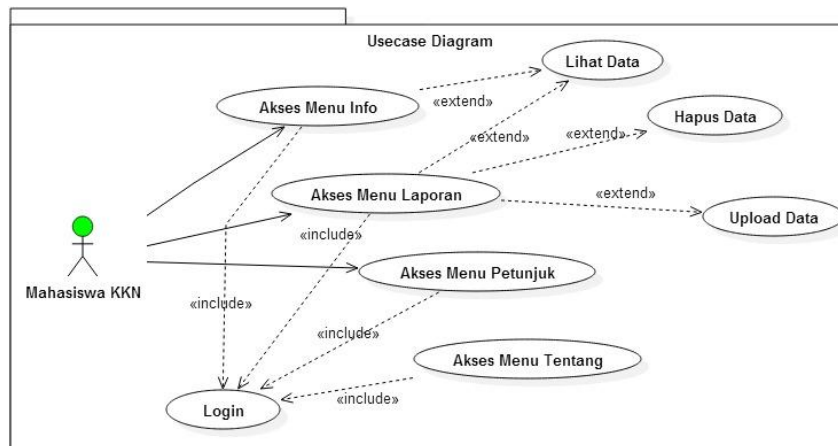 Usecase Diagram
Lihat Data
Akses Menu Info
«extend»
Hapus Data
«extend»
«extend»
Akses Menu Laporan
«extend»
Upload Data
«include»
Mahasiswa KKN
Akses Menu Petunjuk
«include»
«include»
Akses Menu Tentang
«include»
Login